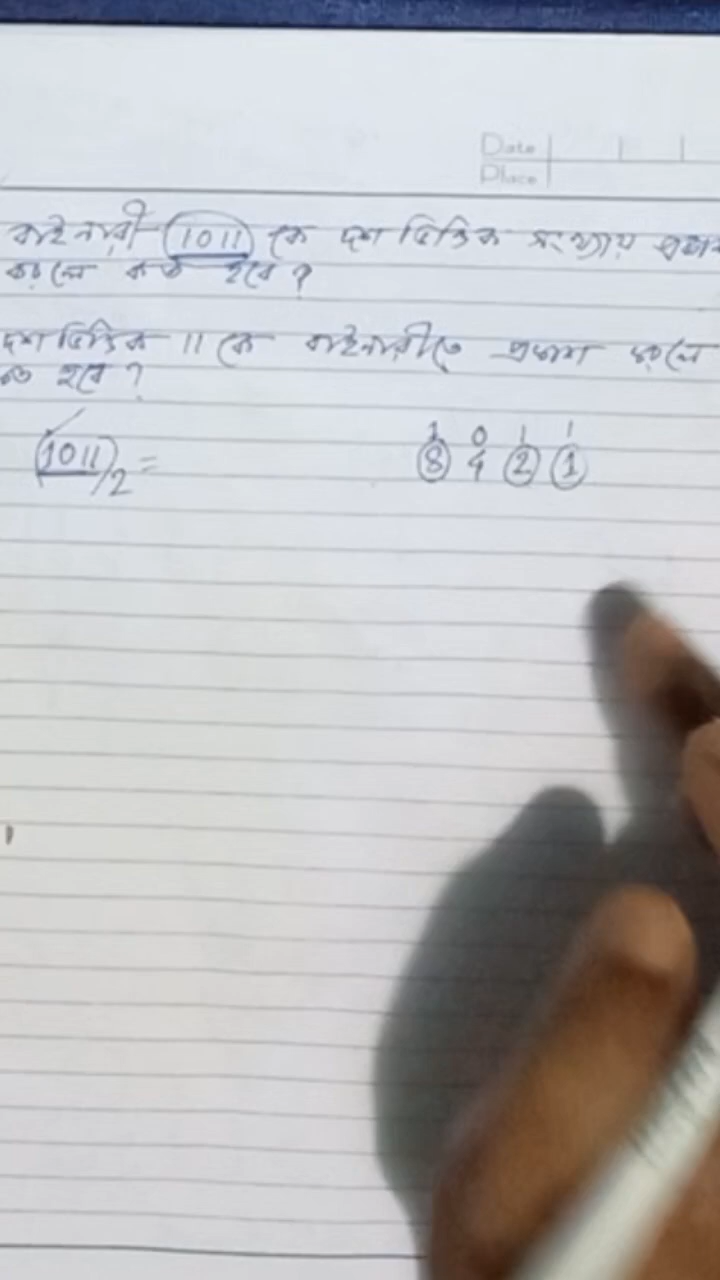 Date
Place
বাইনারী 1011 কে দশ ভিত্তিক সংখ্যায় প্রকাশ
করলে কত হবে ?
দশ ভিত্তিক 11 কে বাইনারীতে প্রকাশ করলে
কত হবে ?
(1011)2 =
1 0 1 1
8 4 2 1